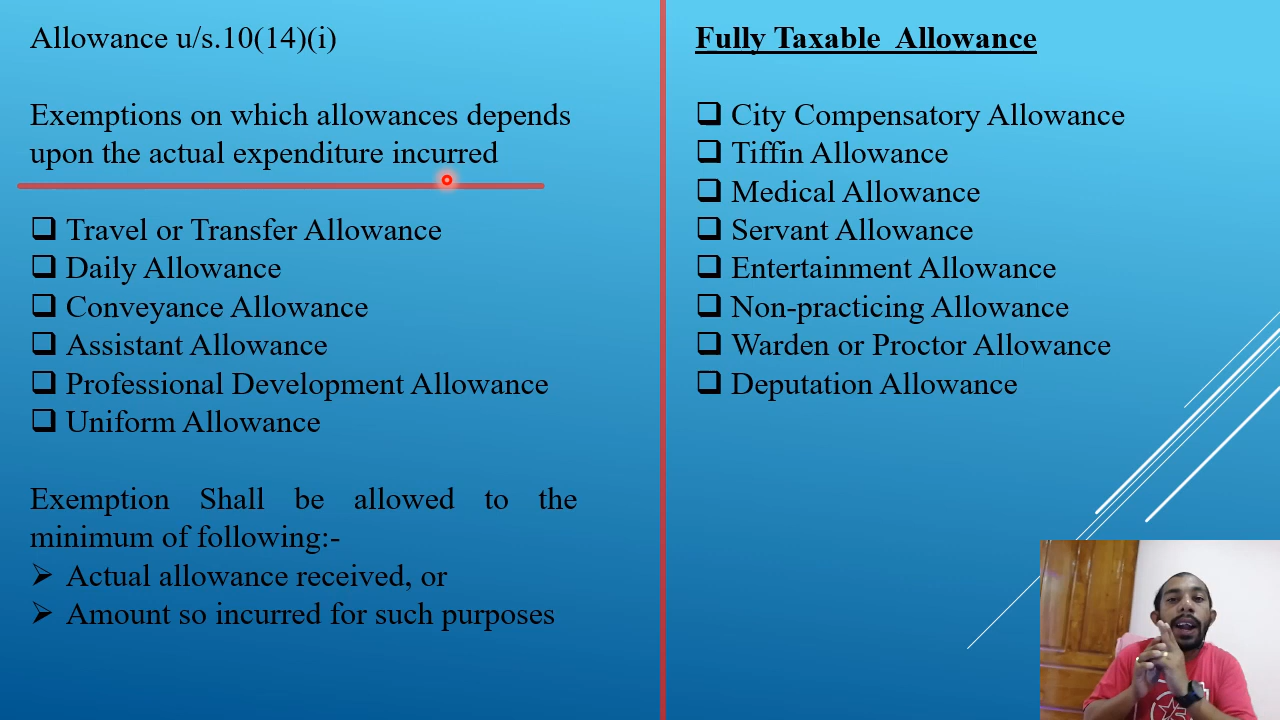 Allowance u/s.10(14)(i)
Exemptions on which allowances depends
upon the actual expenditure incurred
❑ Travel or Transfer Allowance
❑ Daily Allowance
❑ Conveyance Allowance
❑ Assistant Allowance
❑ Professional Development Allowance
❑ Uniform Allowance
Exemption Shall be allowed to the
minimum of following:-
➢ Actual allowance received, or
➢ Amount so incurred for such purposes
Fully Taxable Allowance
❑ City Compensatory Allowance
❑ Tiffin Allowance
❑ Medical Allowance
❑ Servant Allowance
❑ Entertainment Allowance
❑ Non-practicing Allowance
❑ Warden or Proctor Allowance
❑ Deputation Allowance